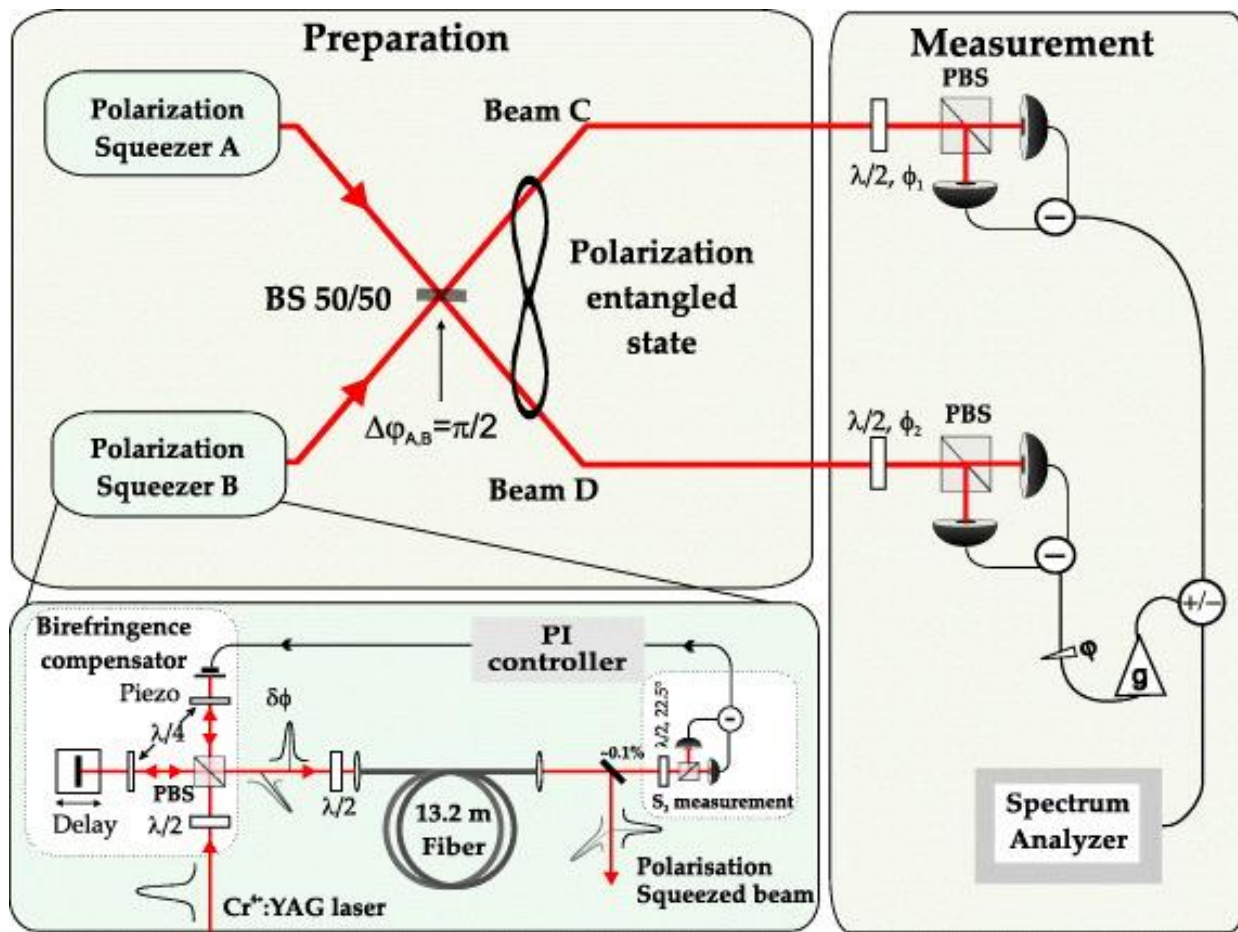 Preparation
Polarization
Squeezer A
Beam C
BS 50/50
Polarization
entangled
state
ΔφA,B=π/2
Polarization
Squeezer B
Beam D
Measurement
PBS
λ/2, ϕ1
λ/2, ϕ2
PBS
−
−
+/−
φ
g
Spectrum
Analyzer
Birefringence
compensator
PI
controller
Piezo
δϕ
λ/4
λ/2, 22.5°
−
~0.1%
PBS
λ/2
Delay
λ/2
13.2 m
Fiber
S2 measurement
Polarisation
Squeezed beam
Cr4+:YAG laser